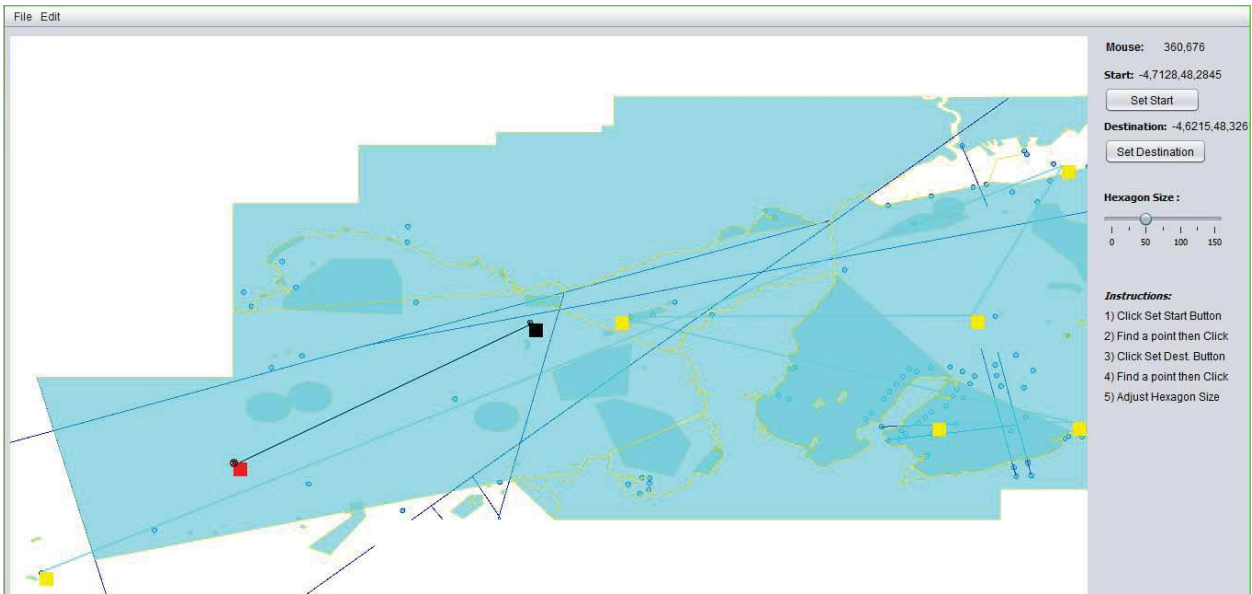 File Edit
Mouse: 360,676
Start: -4,7128,48,2845
Set Start
Destination: -4,6215,48,326
Set Destination
Hexagon Size :
0 50 100 150
Instructions:
1) Click Set Start Button
2) Find a point then Click
3) Click Set Dest. Button
4) Find a point then Click
5) Adjust Hexagon Size